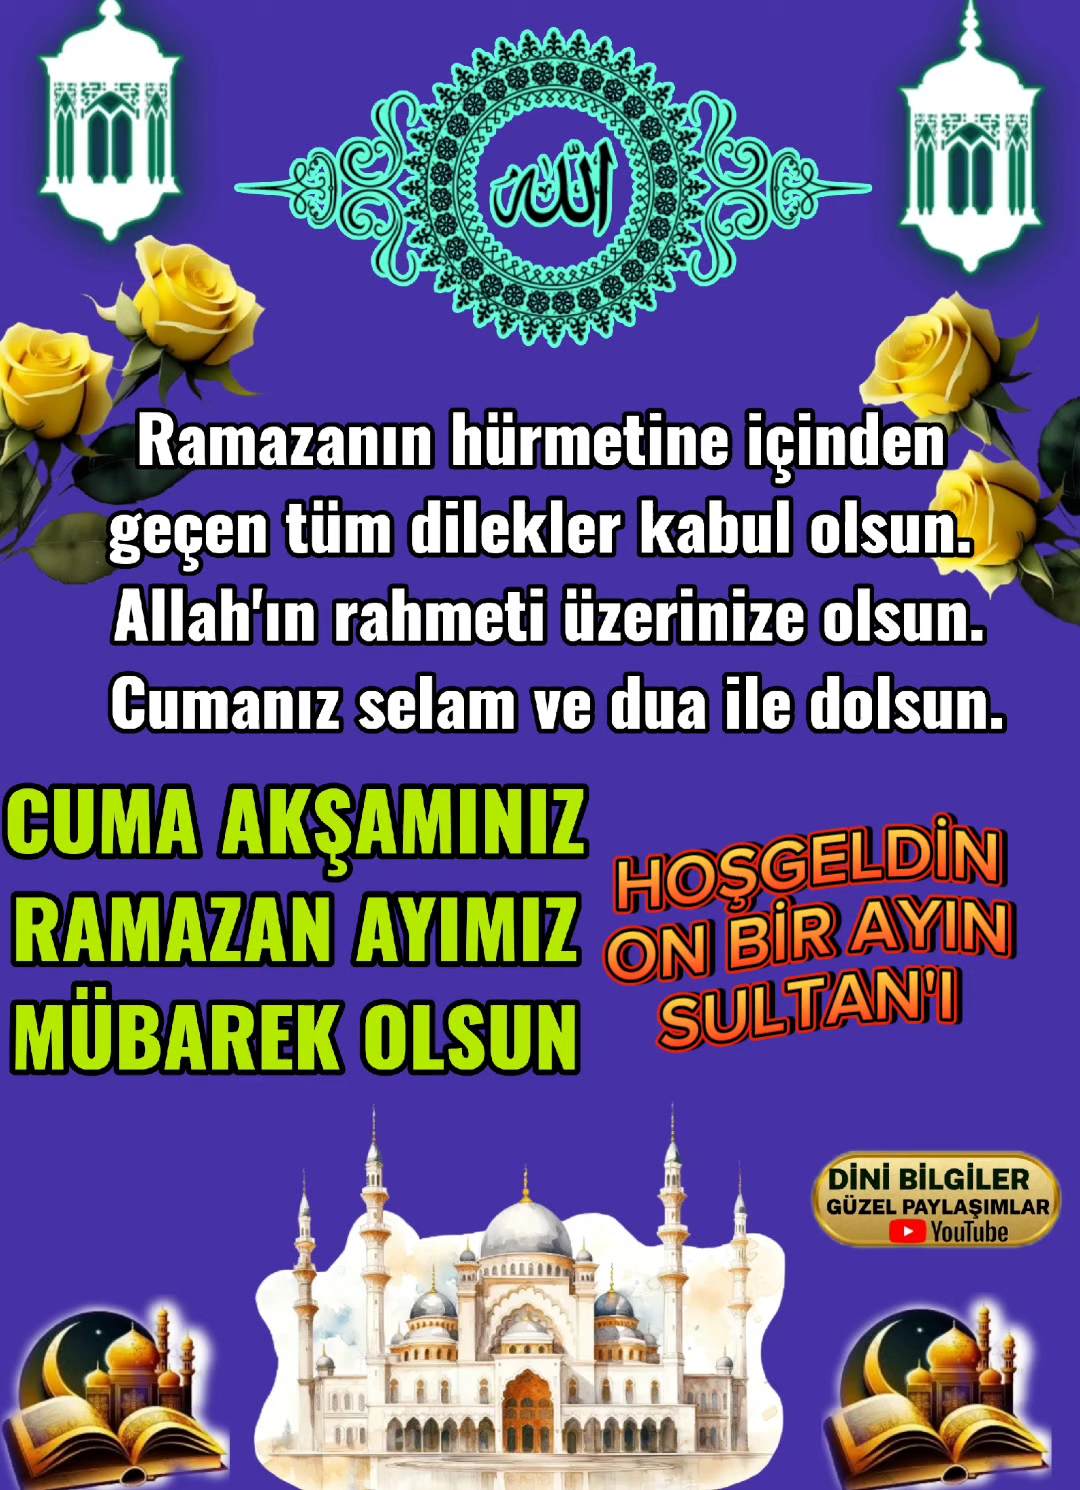 الله
Ramazanın hürmetine içinden
geçen tüm dilekler kabul olsun.
Allah'ın rahmeti üzerinize olsun.
Cumanız selam ve dua ile dolsun.
CUMA AKŞAMINIZ
RAMAZAN AYIMIZ
MÜBAREK OLSUN
HOŞGELDİN
ON BİR AYIN
SULTAN'I
DİNİ BİLGİLER
GÜZEL PAYLAŞIMLAR
YouTube